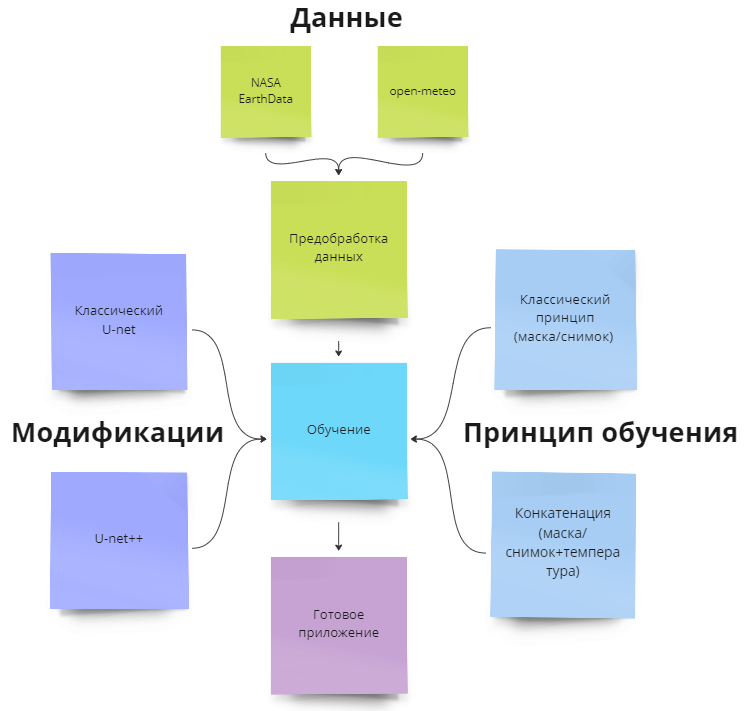 Данные
NASA
EarthData
open-meteo
Предобработка
данных
Классический
U-net
Классический
принцип
(маска/снимок)
Обучение
Модификации
Принцип обучения
U-net++
Конкатенация
(маска/
снимок+темпера
тура)
Готовое
приложение